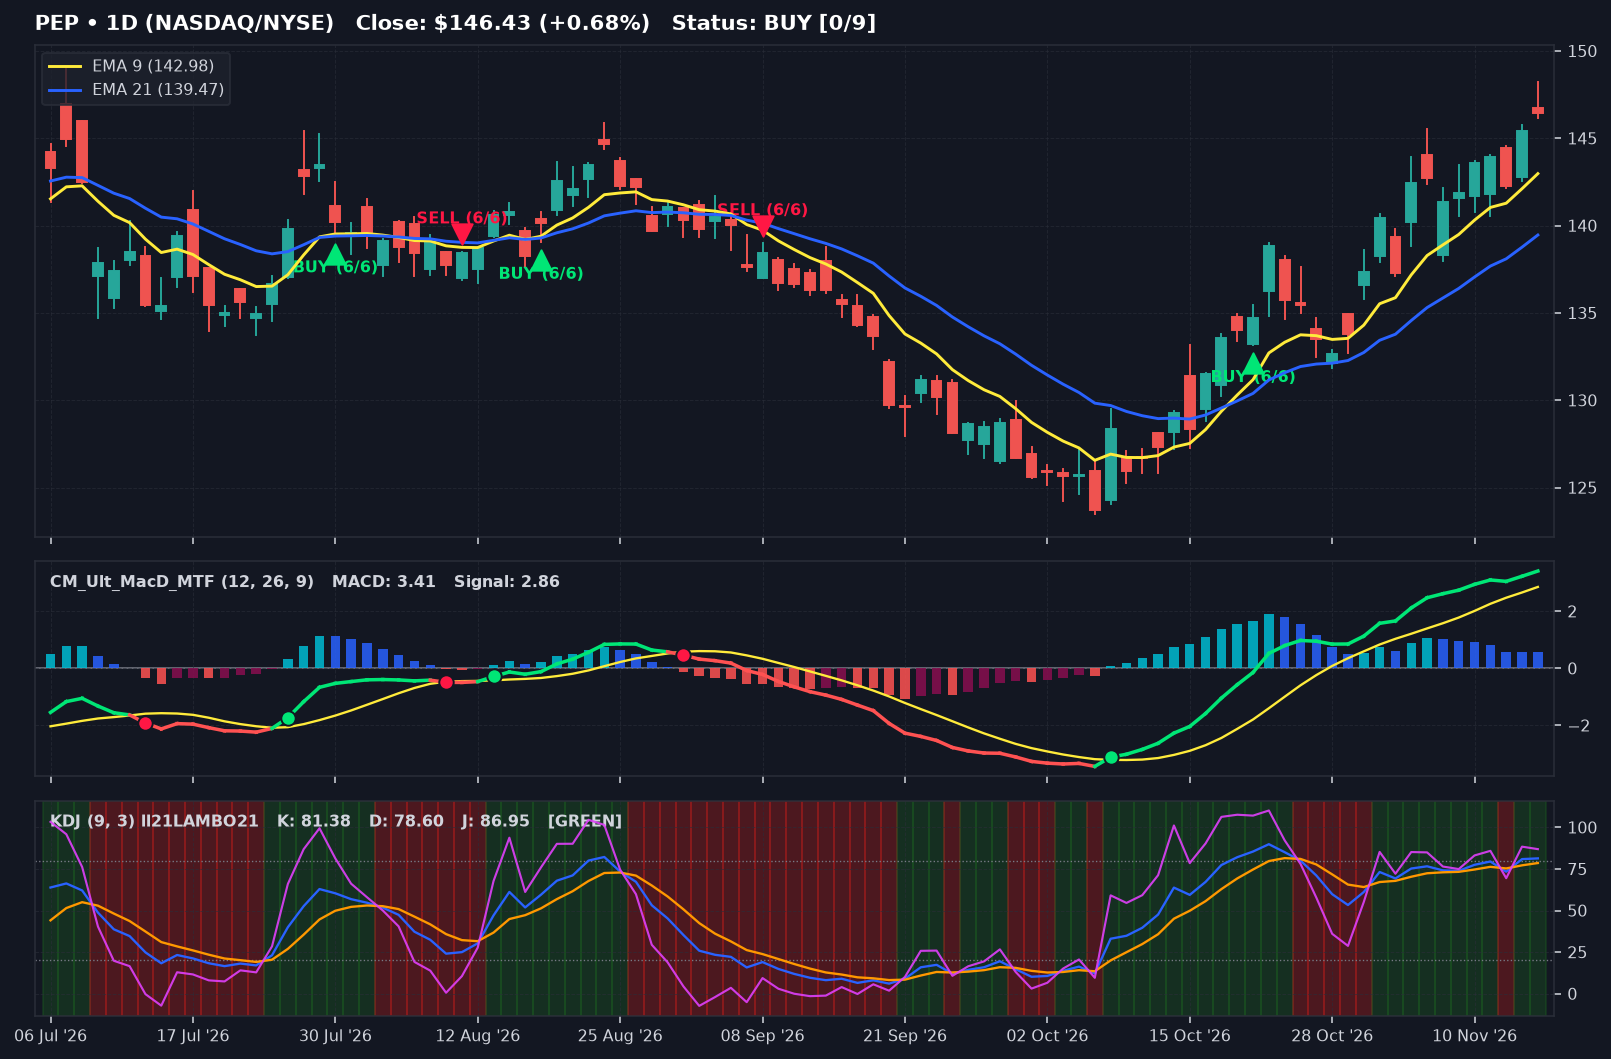 PEP • 1D (NASDAQ/NYSE)   Close: $146.43 (+0.68%)   Status: BUY [0/9]
EMA 9 (142.98)
EMA 21 (139.47)
150
145
140
135
130
125
SELL (6/6)
SELL (6/6)
BUY (6/6)
BUY (6/6)
BUY (6/6)
CM_Ult_MacD_MTF (12, 26, 9)   MACD: 3.41   Signal: 2.86
2
0
−2
KDJ (9, 3) II21LAMBO21   K: 81.38   D: 78.60   J: 86.95   [GREEN]
100
75
50
25
0
06 Jul '26   17 Jul '26   30 Jul '26   12 Aug '26   25 Aug '26   08 Sep '26   21 Sep '26   02 Oct '26   15 Oct '26   28 Oct '26   10 Nov '26